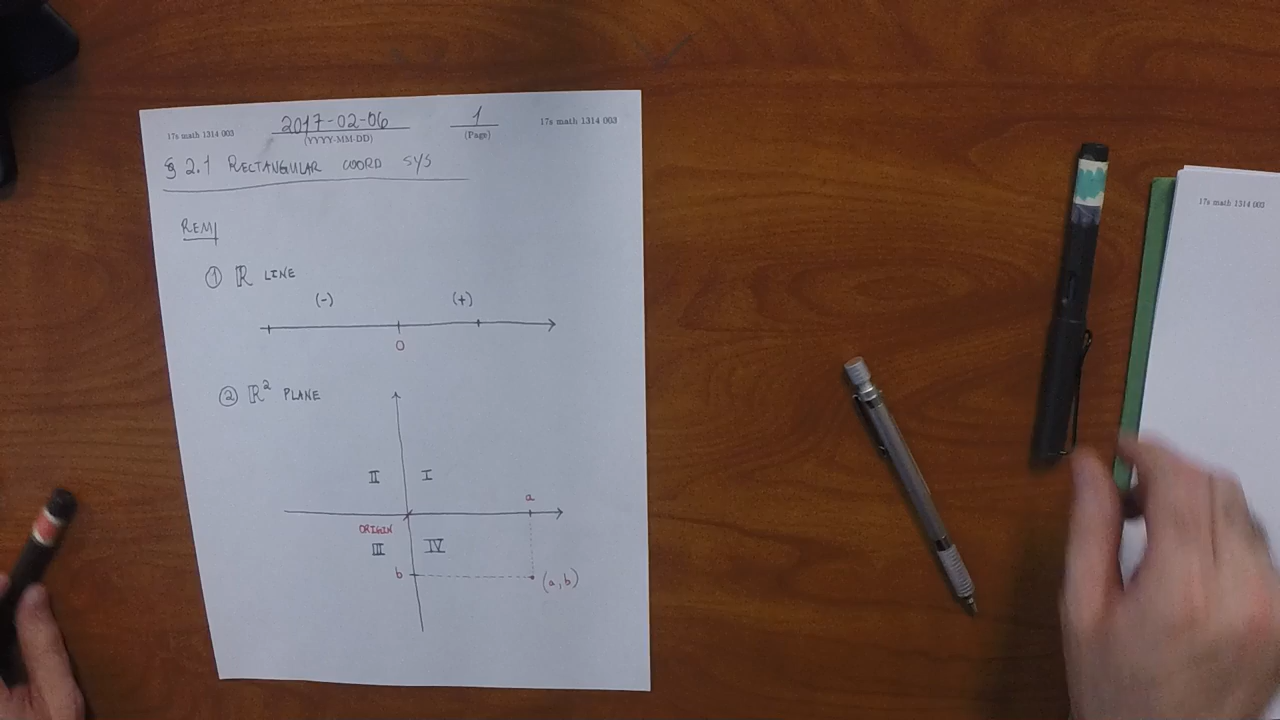 17s math 1314 003 2017-02-06 1 17s math 1314 003
(YYYY-MM-DD) (Page)
§ 2.1 RECTANGULAR COORD SYS
REM
① ℝ LINE
(-) (+)
0
② ℝ² PLANE
II I
a
ORIGIN
III IV
b (a,b)
17s math 1314 003